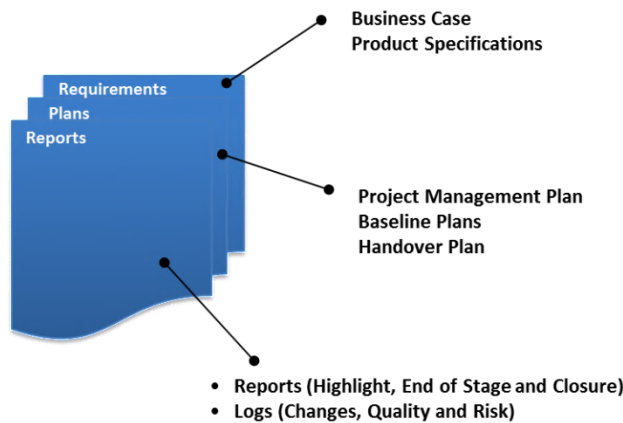 Business Case
Product Specifications
Requirements
Plans
Reports
Project Management Plan
Baseline Plans
Handover Plan
• Reports (Highlight, End of Stage and Closure)
• Logs (Changes, Quality and Risk)